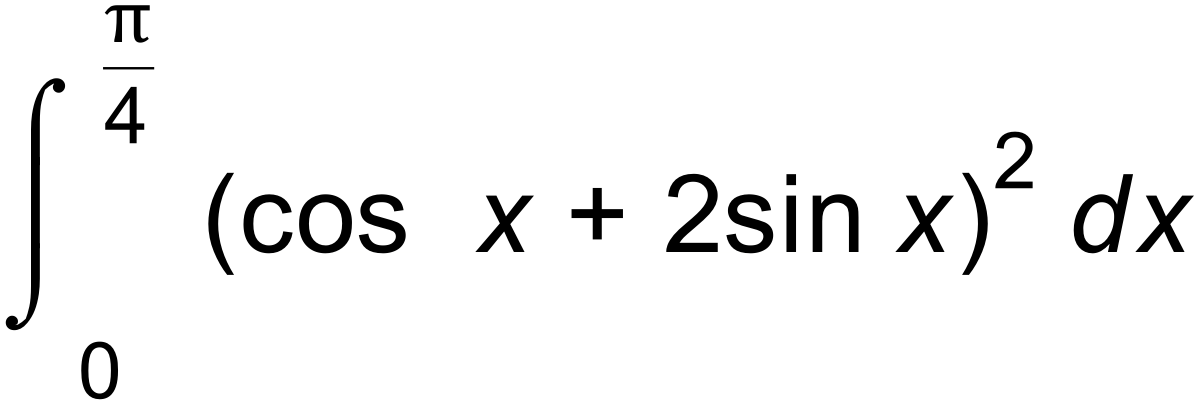 ∫₀^(π/4) (cos x + 2sin x)² dx